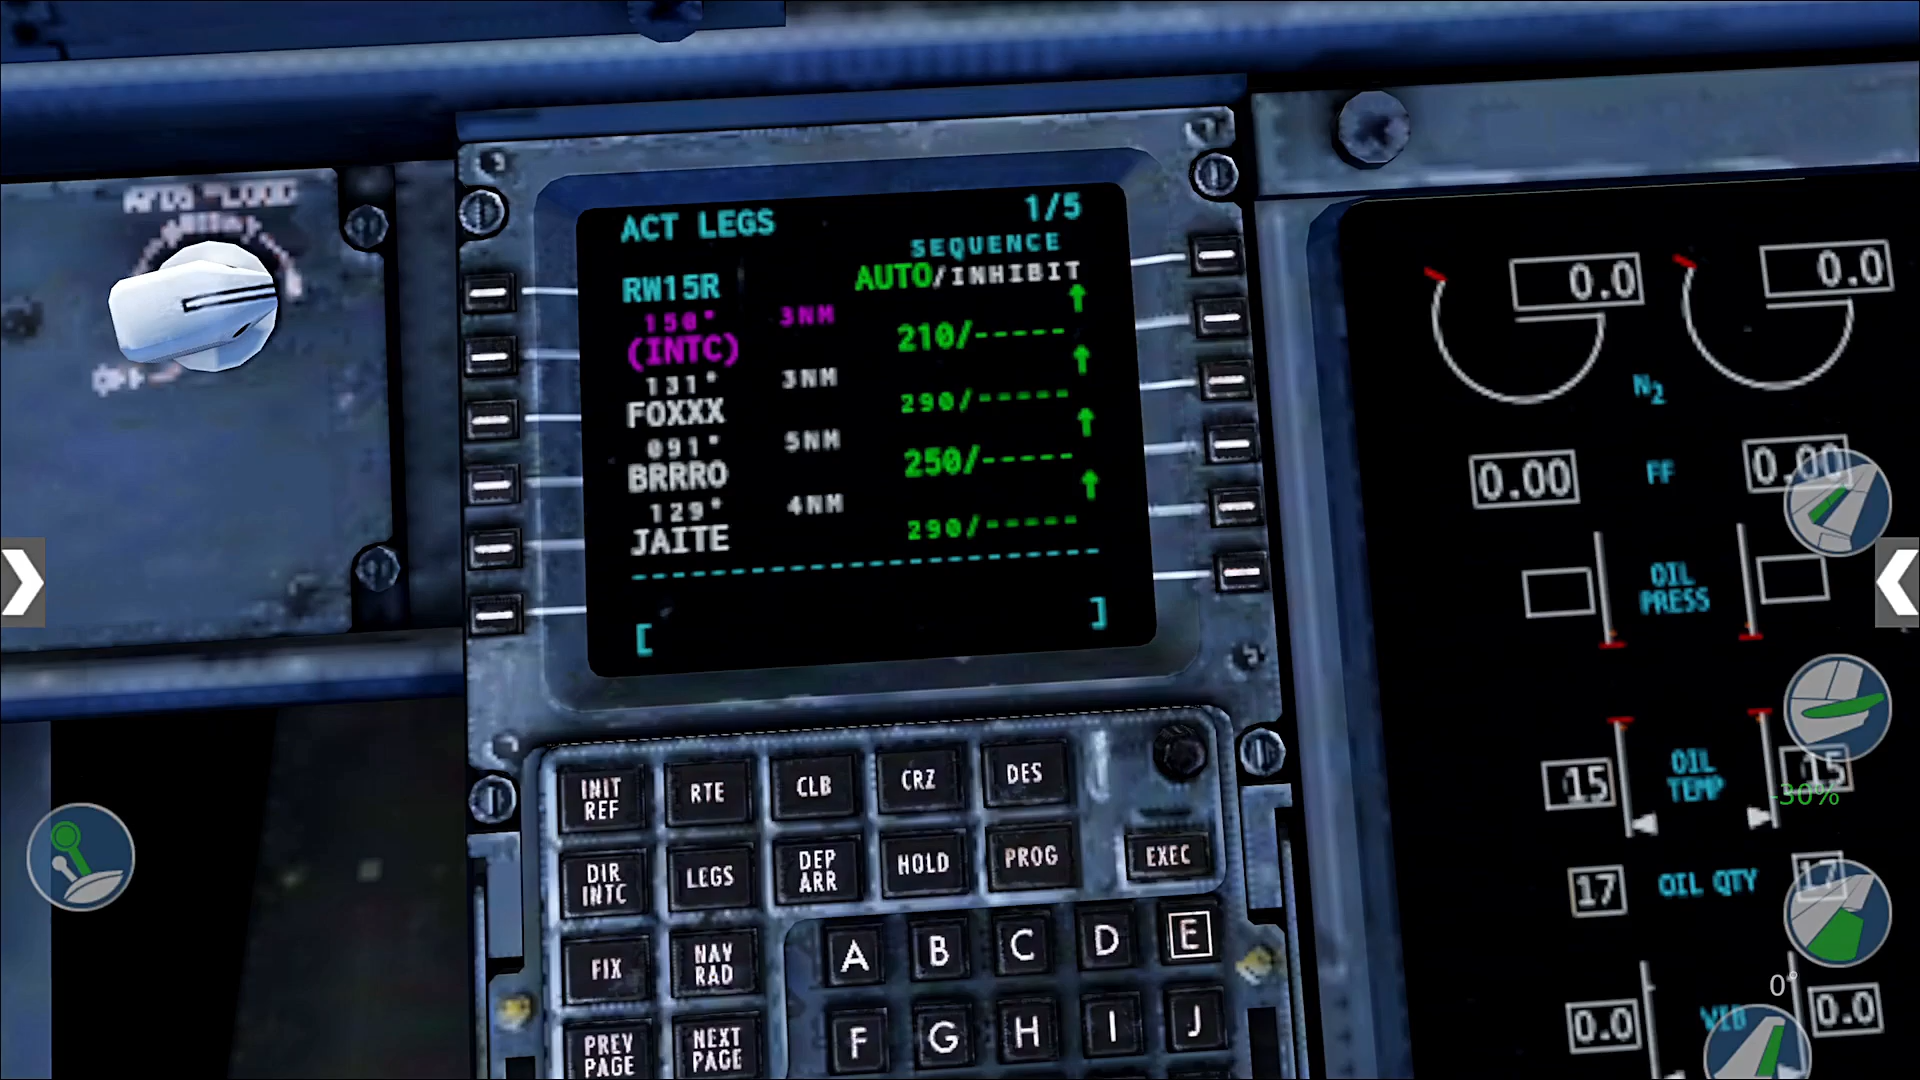 ACT LEGS 1/5
SEQUENCE
RW15R AUTO/INHIBIT
150° 3NM
(INTC) 210/-----
131° 3NM
FOXXX 290/-----
091° 5NM
BRRRO 250/-----
129° 4NM
JAITE 290/-----
------------------------
[ ]
INIT REF RTE CLB CRZ DES
DIR INTC LEGS DEP ARR HOLD PROG EXEC
FIX NAV RAD A B C D E
PREV PAGE NEXT PAGE F G H I J
OFF
0.0 0.0
N2
0.00 FF 0.00
OIL PRESS
15 OIL TEMP 15
-30%
17 OIL QTY 17
0°
0.0 VIB 0.0